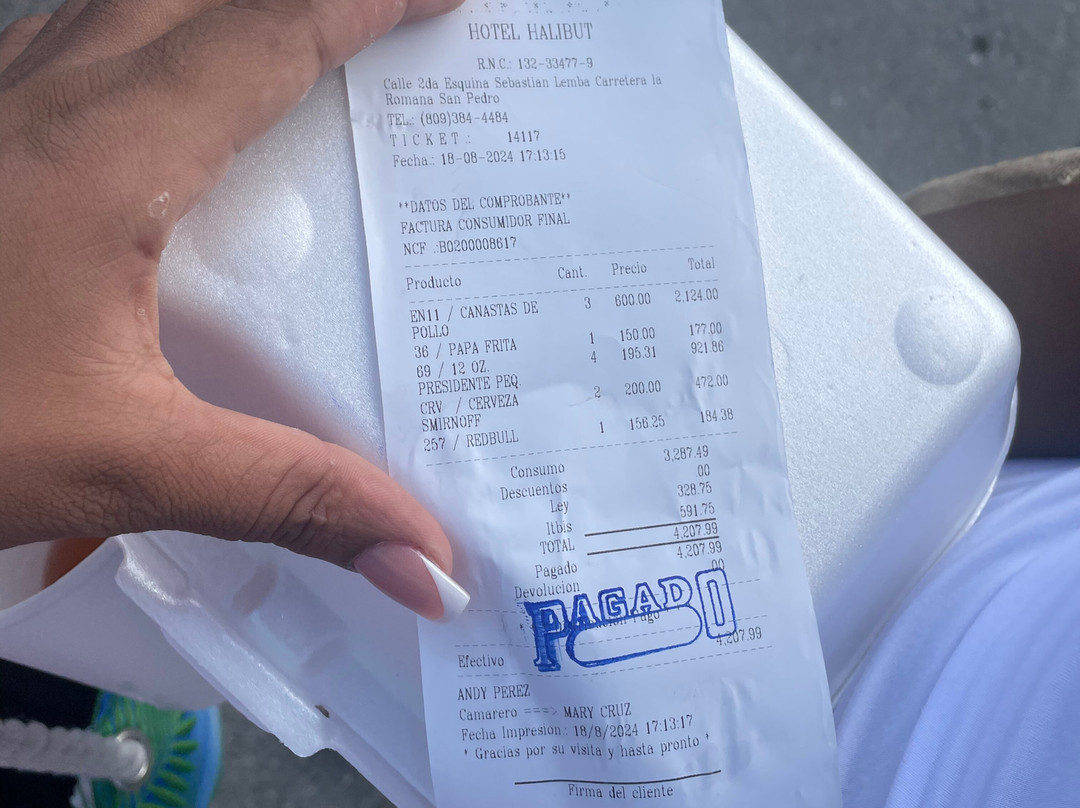 HOTEL HALIBUT
R.N.C.: 132-33477-9
Calle 2da Esquina Sebastian Lemba Carretera la
Romana San Pedro
TEL.: (809)384-4484
TICKET.: 14117
Fecha.: 18-08-2024 17:13:15
**DATOS DEL COMPROBANTE**
FACTURA CONSUMIDOR FINAL
NCF .:B0200008617
Producto Cant. Precio Total
EN11 / CANASTAS DE 3 600.00 2,124.00
POLLO
36 / PAPA FRITA 1 150.00 177.00
69 / 12 OZ. 4 195.31 921.86
PRESIDENTE PEQ.
CRV / CERVEZA 2 200.00 472.00
SMIRNOFF
257 / REDBULL 1 156.25 184.38
Consumo 3,287.49
Descuentos 00
Ley 328.75
Itbis 591.75
TOTAL 4,207.99
Pagado 4,207.99
Devolucion 00
PAGADO
Pago
Efectivo 4,207.99
ANDY PEREZ
Camarero ===> MARY CRUZ
Fecha Impresion.: 18/8/2024 17:13:17
* Gracias por su visita y hasta pronto *
Firma del cliente